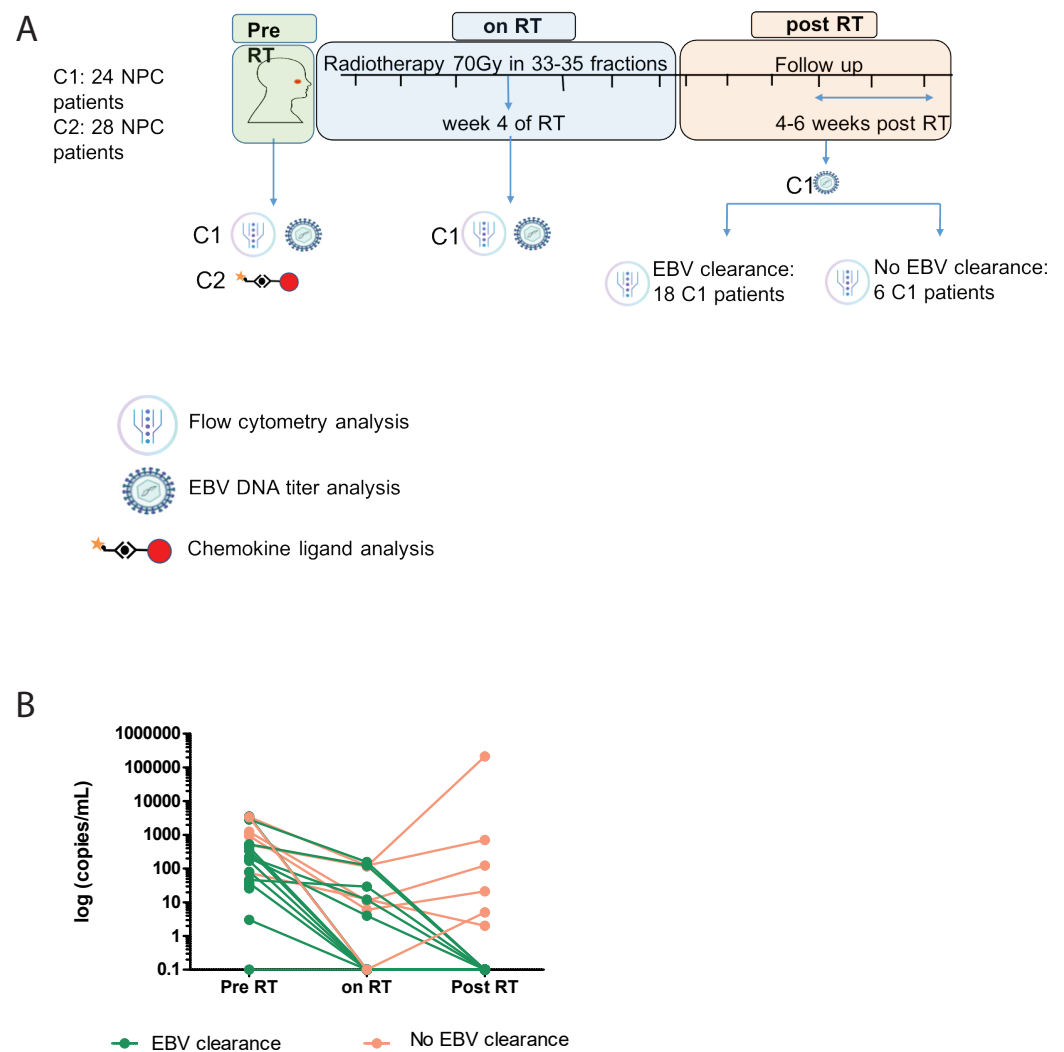 A
Pre
RT
on RT
post RT
C1: 24 NPC
patients
C2: 28 NPC
patients
Radiotherapy 70Gy in 33-35 fractions
week 4 of RT
Follow up
4-6 weeks post RT
C1
C1
C1
C2
EBV clearance:
18 C1 patients
No EBV clearance:
6 C1 patients
Flow cytometry analysis
EBV DNA titer analysis
Chemokine ligand analysis
B
log (copies/mL)
1000000
100000
10000
1000
100
10
1
0.1
Pre RT
on RT
Post RT
EBV clearance
No EBV clearance